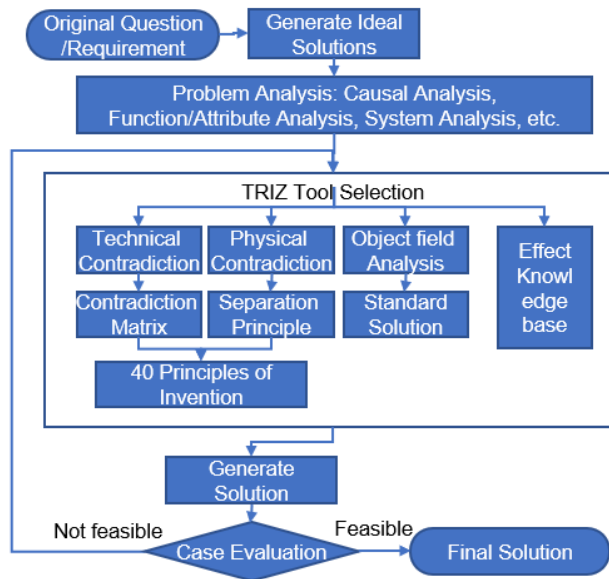 Original Question
/Requirement
Generate Ideal
Solutions
Problem Analysis: Causal Analysis,
Function/Attribute Analysis, System Analysis, etc.
TRIZ Tool Selection
Technical
Contradiction
Physical
Contradiction
Object field
Analysis
Effect
Knowl
edge
base
Contradiction
Matrix
Separation
Principle
Standard
Solution
40 Principles of
Invention
Generate
Solution
Not feasible
Case Evaluation
Feasible
Final Solution